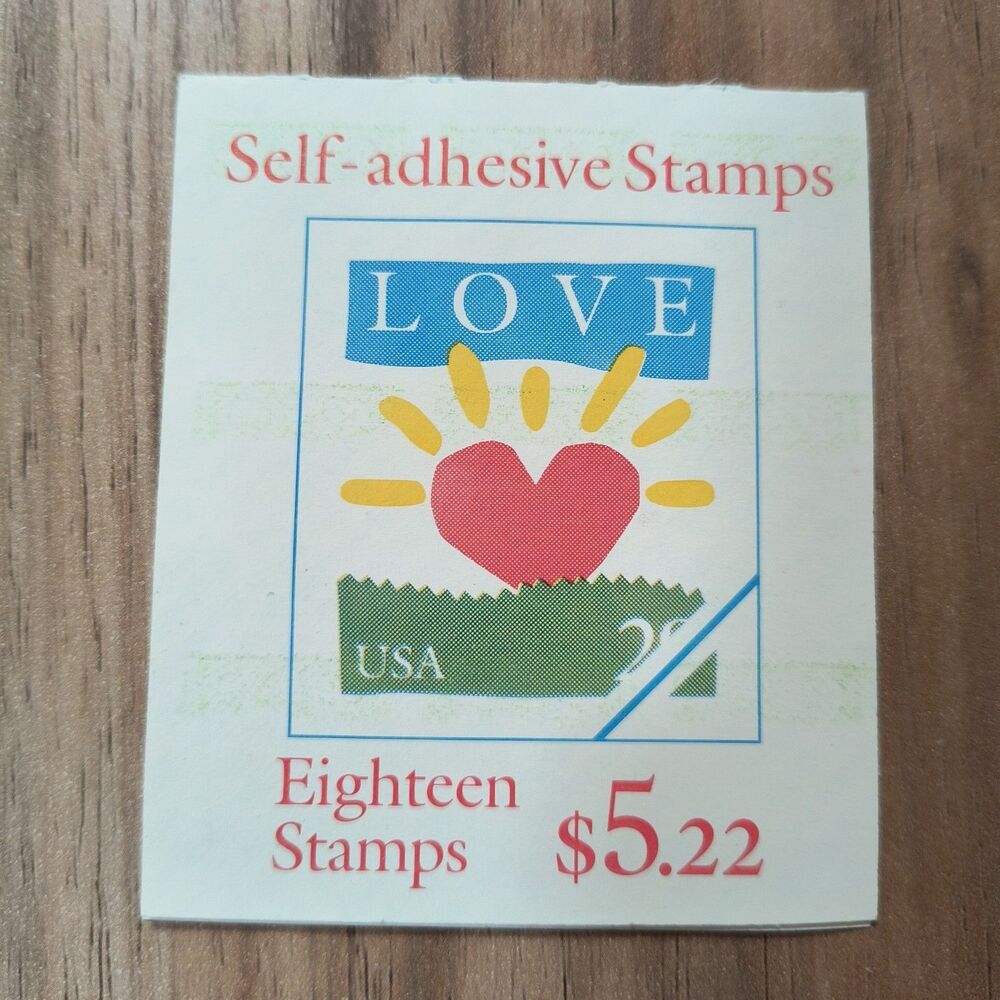 Self-adhesive Stamps
LOVE
USA
Eighteen
Stamps
$5.22